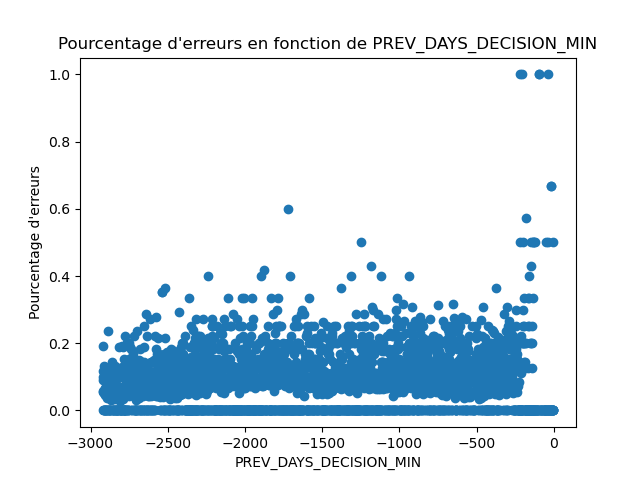 Pourcentage d'erreurs en fonction de PREV_DAYS_DECISION_MIN
1.0
0.8
0.6
0.4
0.2
0.0
Pourcentage d'erreurs
−3000 −2500 −2000 −1500 −1000 −500 0
PREV_DAYS_DECISION_MIN